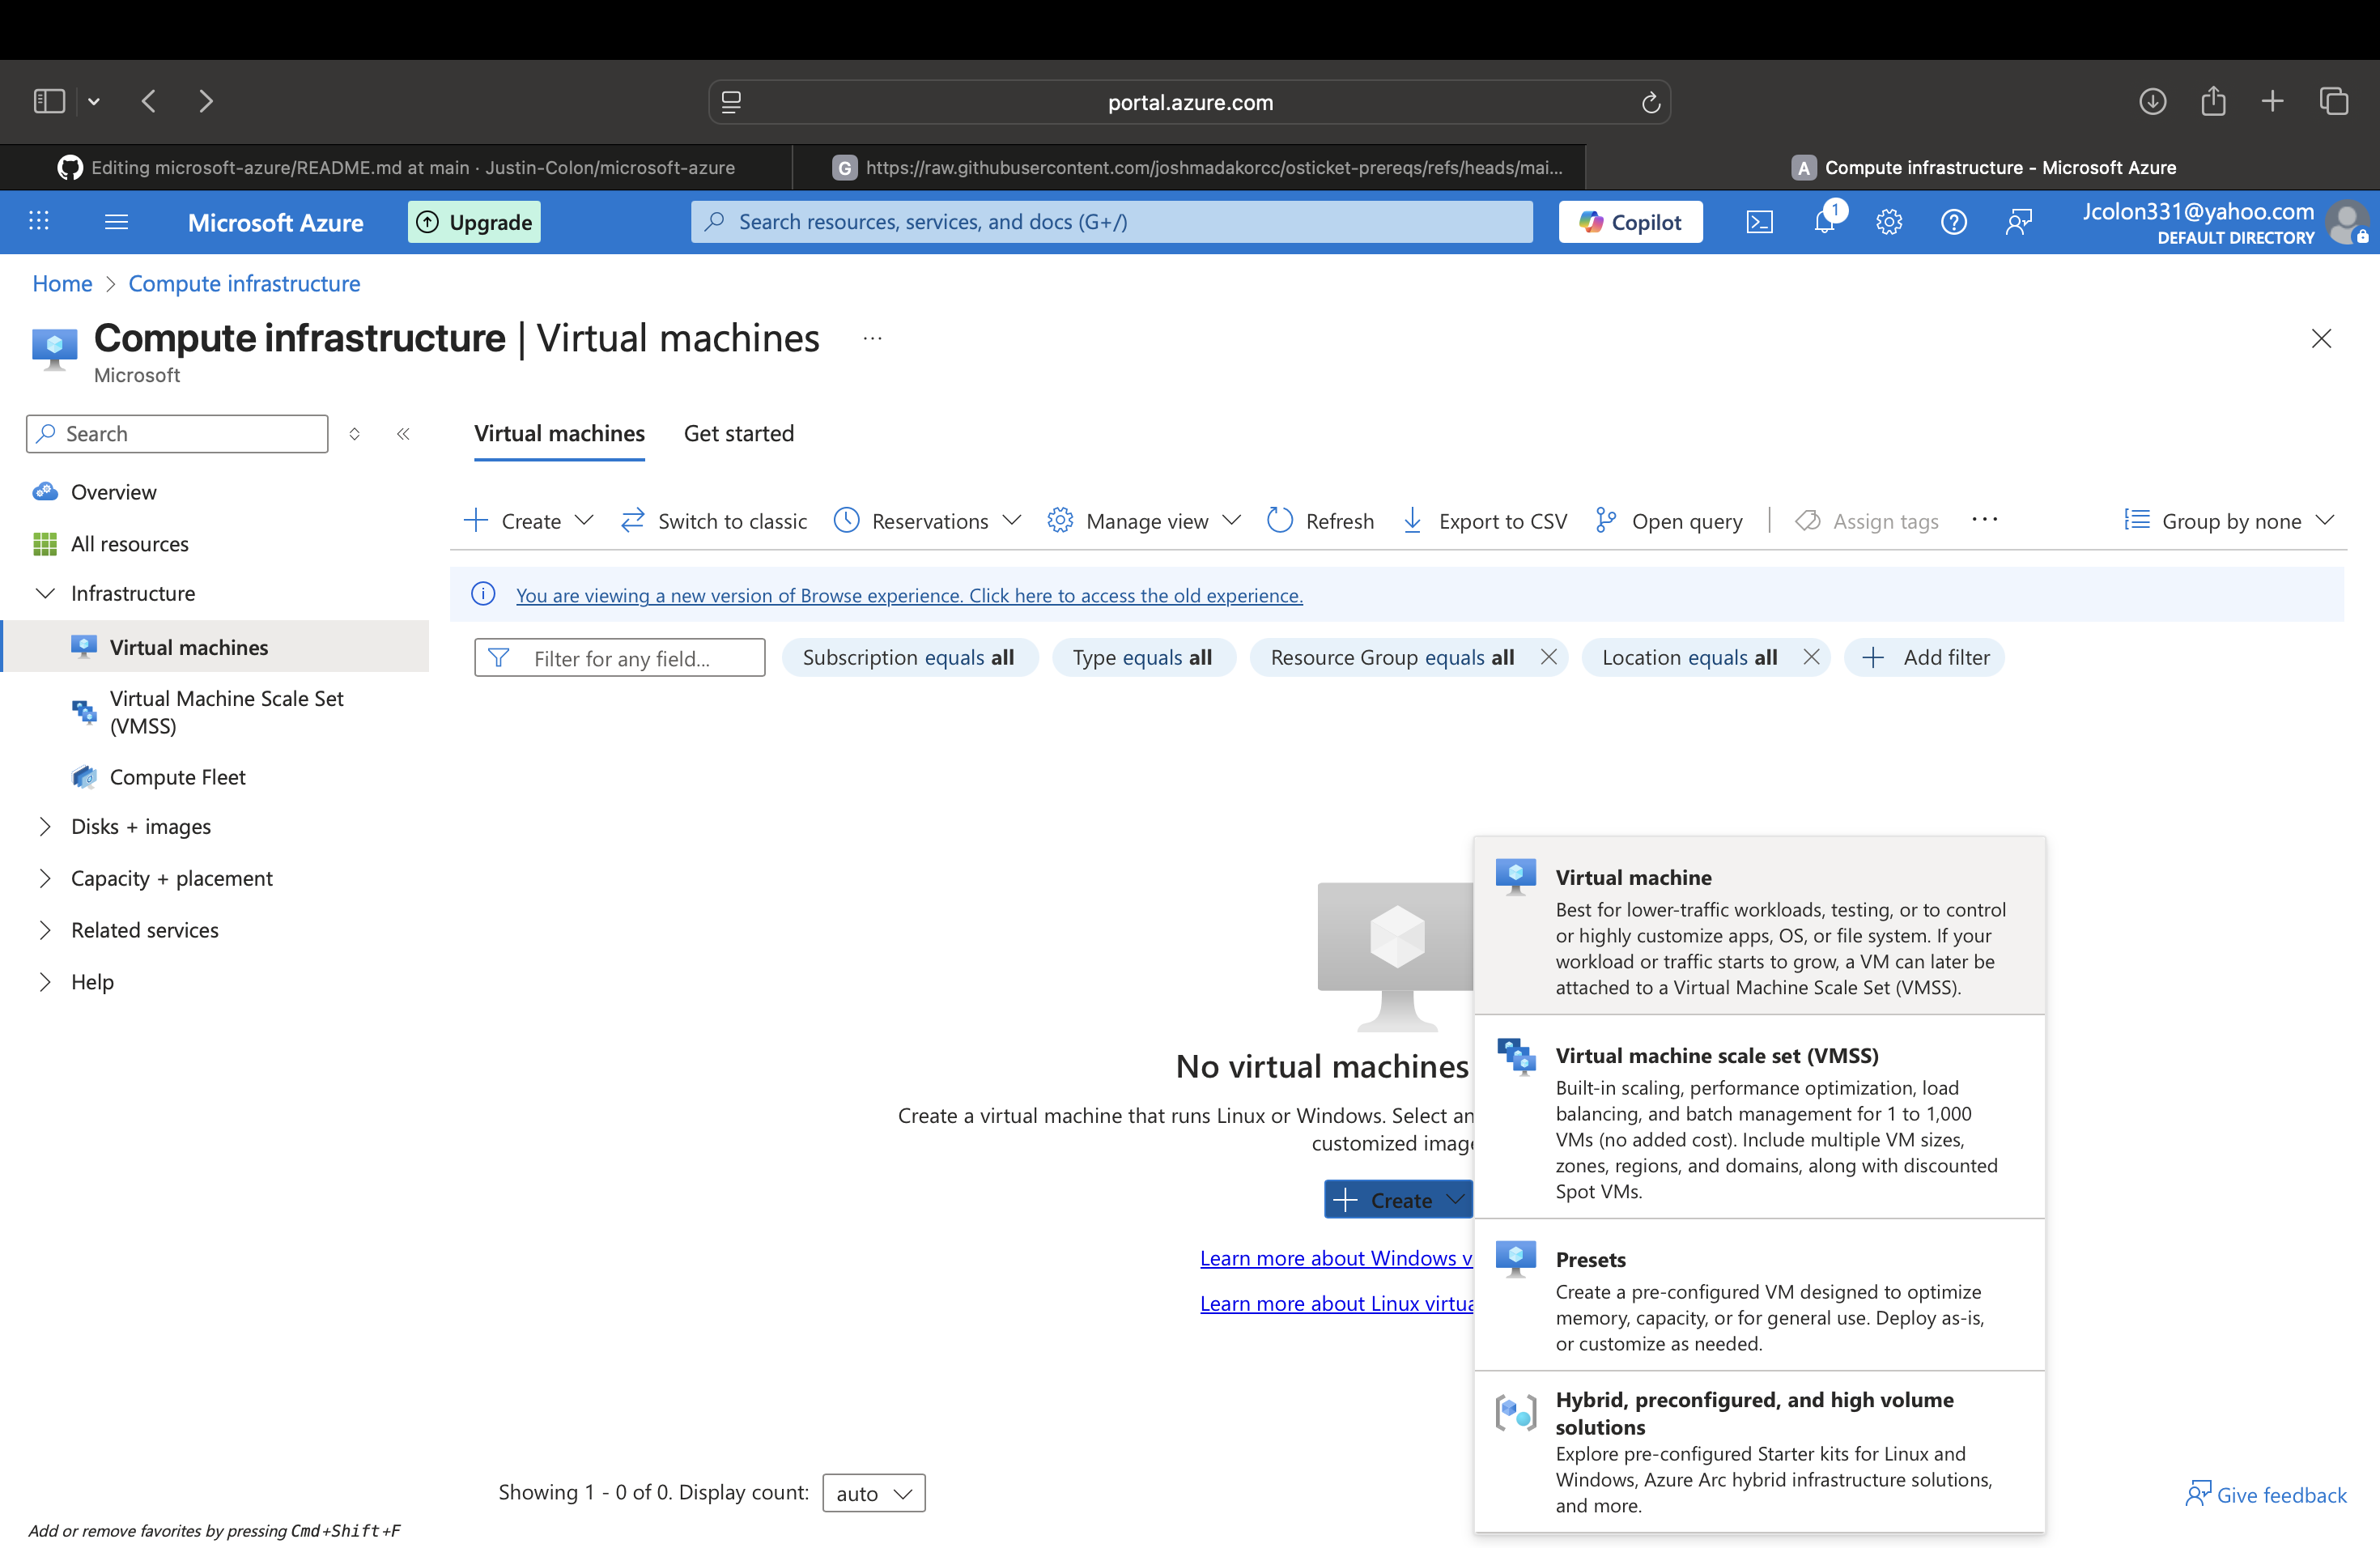 portal.azure.com
Editing microsoft-azure/README.md at main · Justin-Colon/microsoft-azure
G https://raw.githubusercontent.com/joshmadakorcc/osticket-prereqs/refs/heads/mai...
A Compute infrastructure - Microsoft Azure
Microsoft Azure
Upgrade
Search resources, services, and docs (G+/)
Copilot
1
Jcolon331@yahoo.com
DEFAULT DIRECTORY
Home > Compute infrastructure
Compute infrastructure | Virtual machines ...
Microsoft
Search
Overview
All resources
Infrastructure
Virtual machines
Virtual Machine Scale Set
(VMSS)
Compute Fleet
Disks + images
Capacity + placement
Related services
Help
Virtual machines Get started
Create Switch to classic Reservations Manage view Refresh Export to CSV Open query | Assign tags ... Group by none
You are viewing a new version of Browse experience. Click here to access the old experience.
Filter for any field... Subscription equals all Type equals all Resource Group equals all Location equals all Add filter
No virtual machines
Create a virtual machine that runs Linux or Windows. Select an
customized image
Create
Learn more about Windows v
Learn more about Linux virtua
Virtual machine
Best for lower-traffic workloads, testing, or to control
or highly customize apps, OS, or file system. If your
workload or traffic starts to grow, a VM can later be
attached to a Virtual Machine Scale Set (VMSS).
Virtual machine scale set (VMSS)
Built-in scaling, performance optimization, load
balancing, and batch management for 1 to 1,000
VMs (no added cost). Include multiple VM sizes,
zones, regions, and domains, along with discounted
Spot VMs.
Presets
Create a pre-configured VM designed to optimize
memory, capacity, or for general use. Deploy as-is,
or customize as needed.
Hybrid, preconfigured, and high volume
solutions
Explore pre-configured Starter kits for Linux and
Windows, Azure Arc hybrid infrastructure solutions,
and more.
Showing 1 - 0 of 0. Display count: auto
Give feedback
Add or remove favorites by pressing Cmd+Shift+F